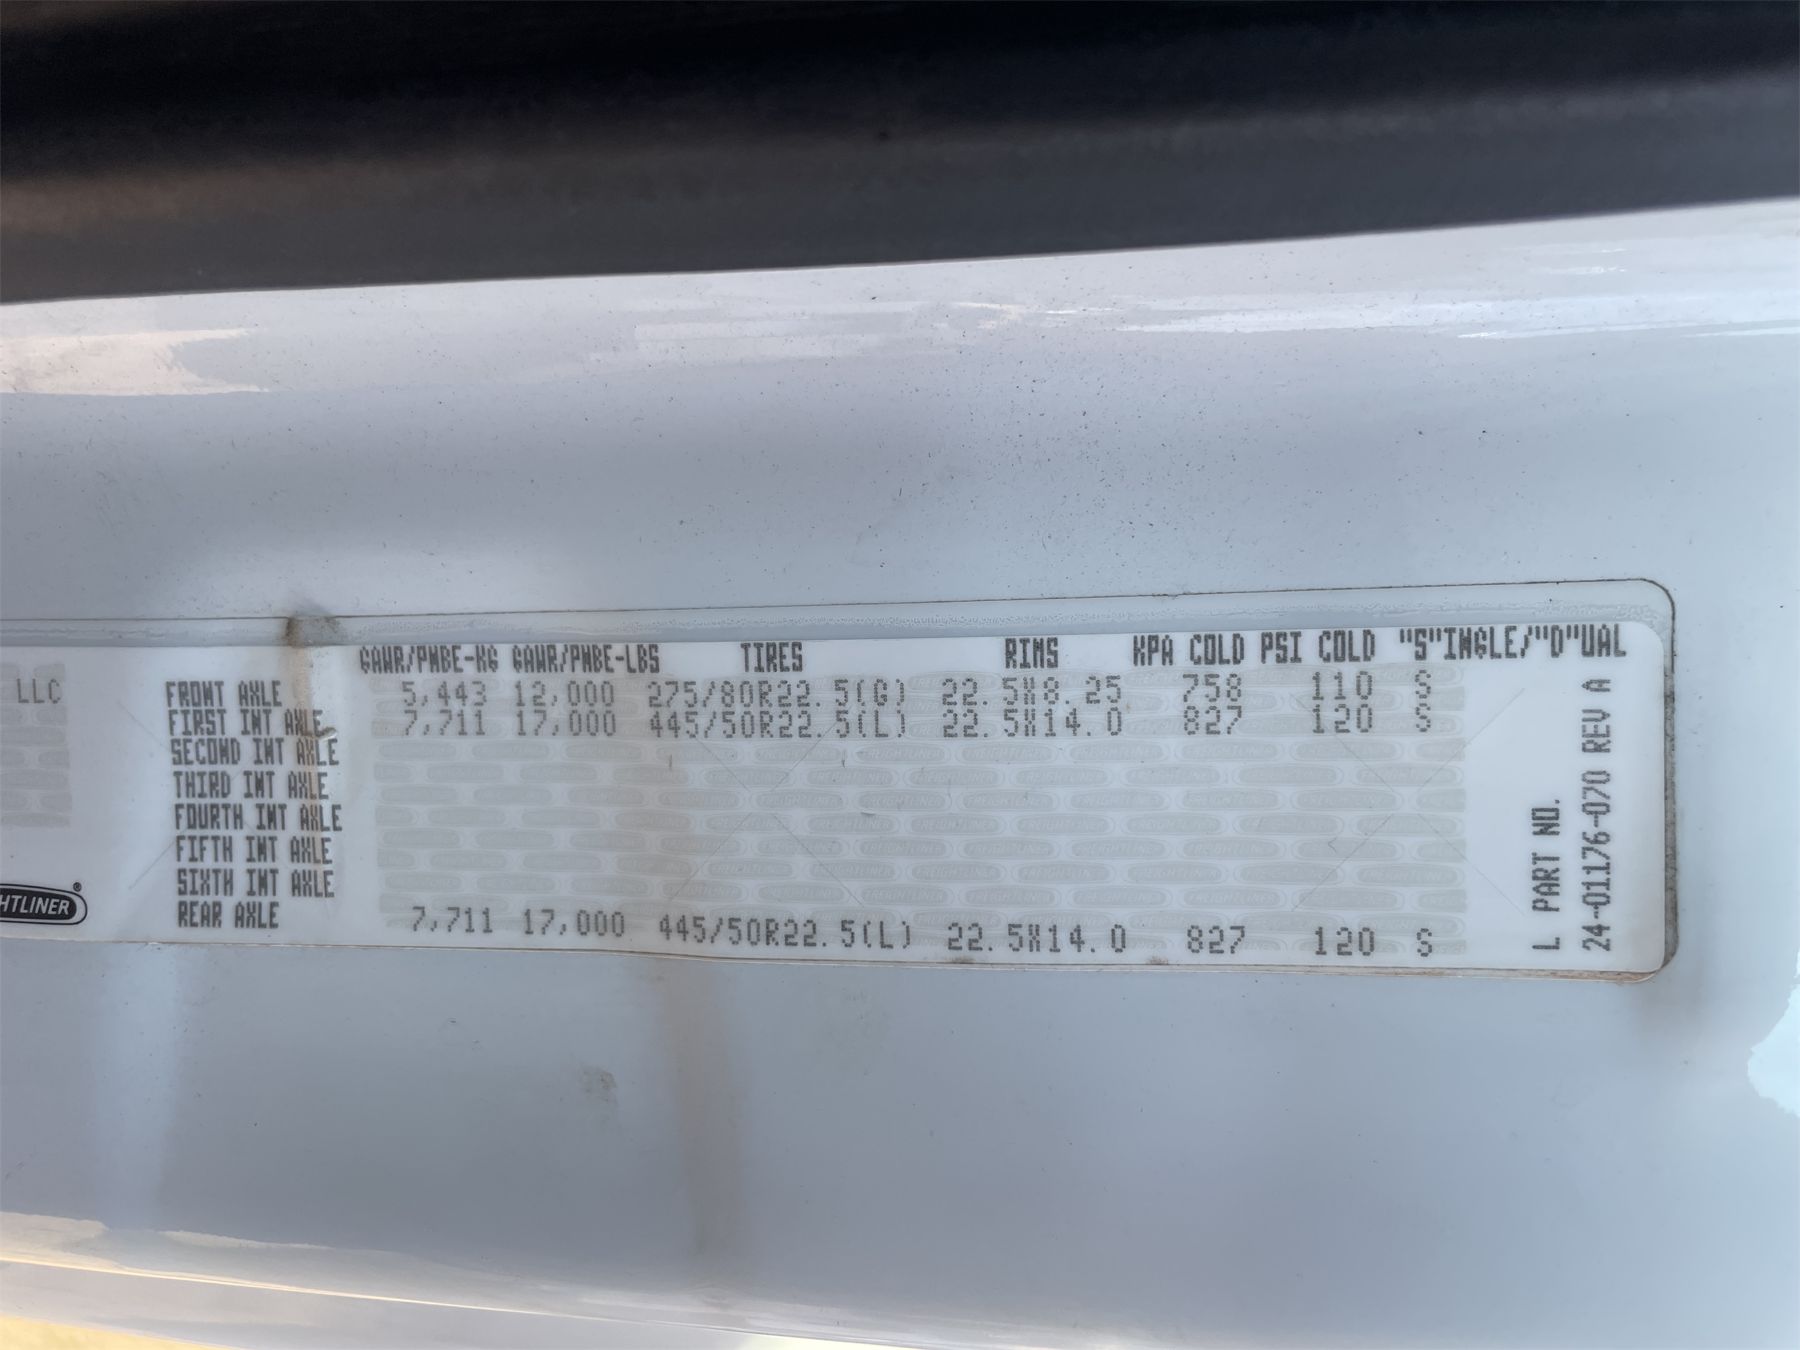 GAWR/PNBE-KG GAWR/PNBE-LBS TIRES RIMS KPA COLD PSI COLD "S"INGLE/"D"UAL
LLC
FRONT AXLE 5,443 12,000 275/80R22.5(G) 22.5X8.25 758 110 S
FIRST INT AXLE 7,711 17,000 445/50R22.5(L) 22.5X14.0 827 120 S
SECOND INT AXLE
THIRD INT AXLE
FOURTH INT AXLE
FIFTH INT AXLE
SIXTH INT AXLE
REAR AXLE 7,711 17,000 445/50R22.5(L) 22.5X14.0 827 120 S
HTLINER®
L PART NO.
24-01176-070 REV A